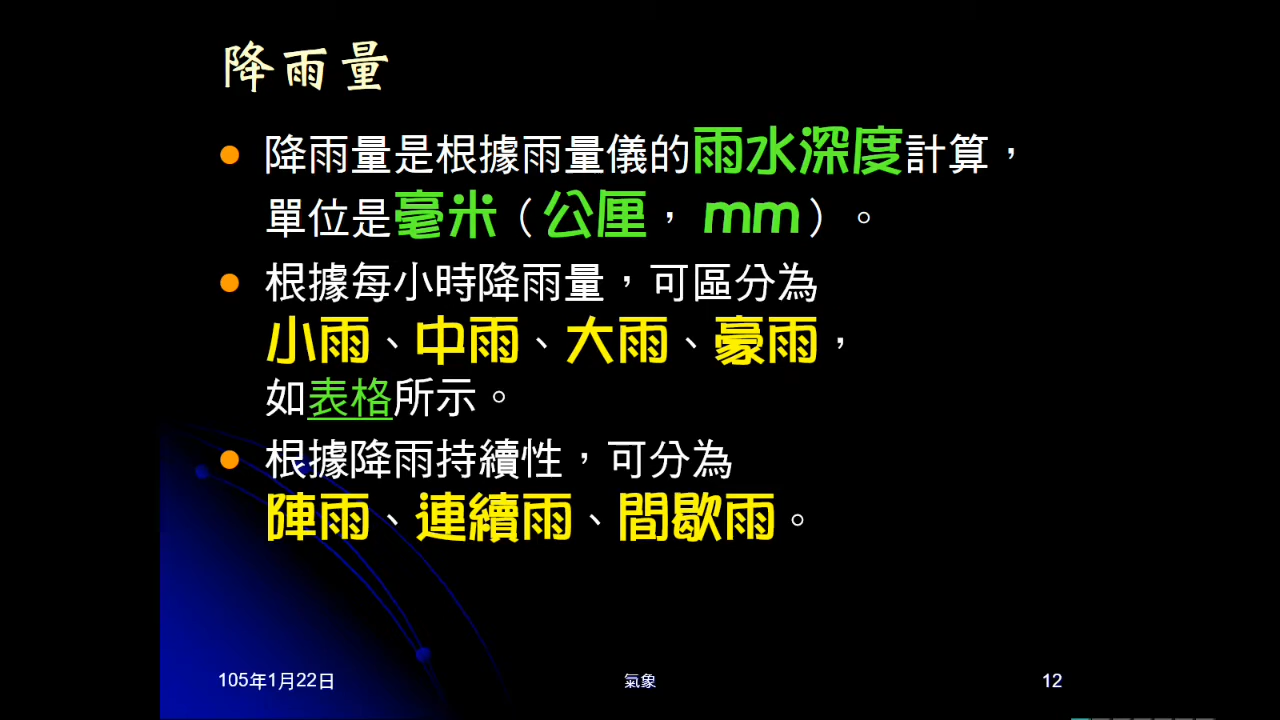 降雨量
降雨量是根據雨量儀的雨水深度計算，
單位是毫米（公厘，mm）。
根據每小時降雨量，可區分為
小雨、中雨、大雨、豪雨，
如表格所示。
根據降雨持續性，可分為
陣雨、連續雨、間歇雨。
105年1月22日
氣象
12